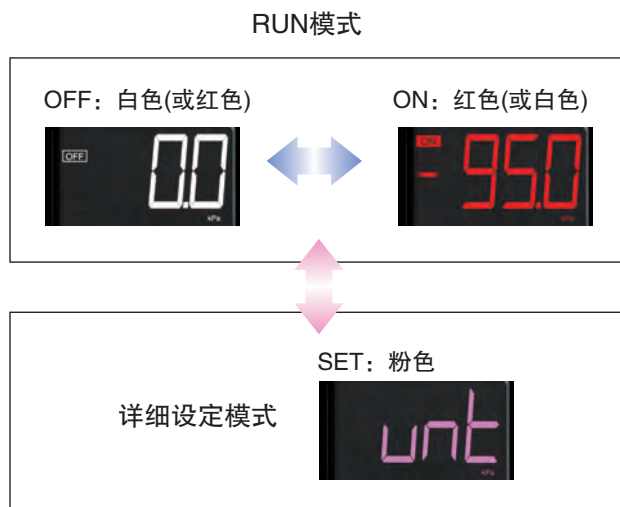 RUN模式
OFF：白色(或红色)
ON：红色(或白色)
OFF
0.0
kPa
ON
-95.0
kPa
SET：粉色
详细设定模式
unt
kPa